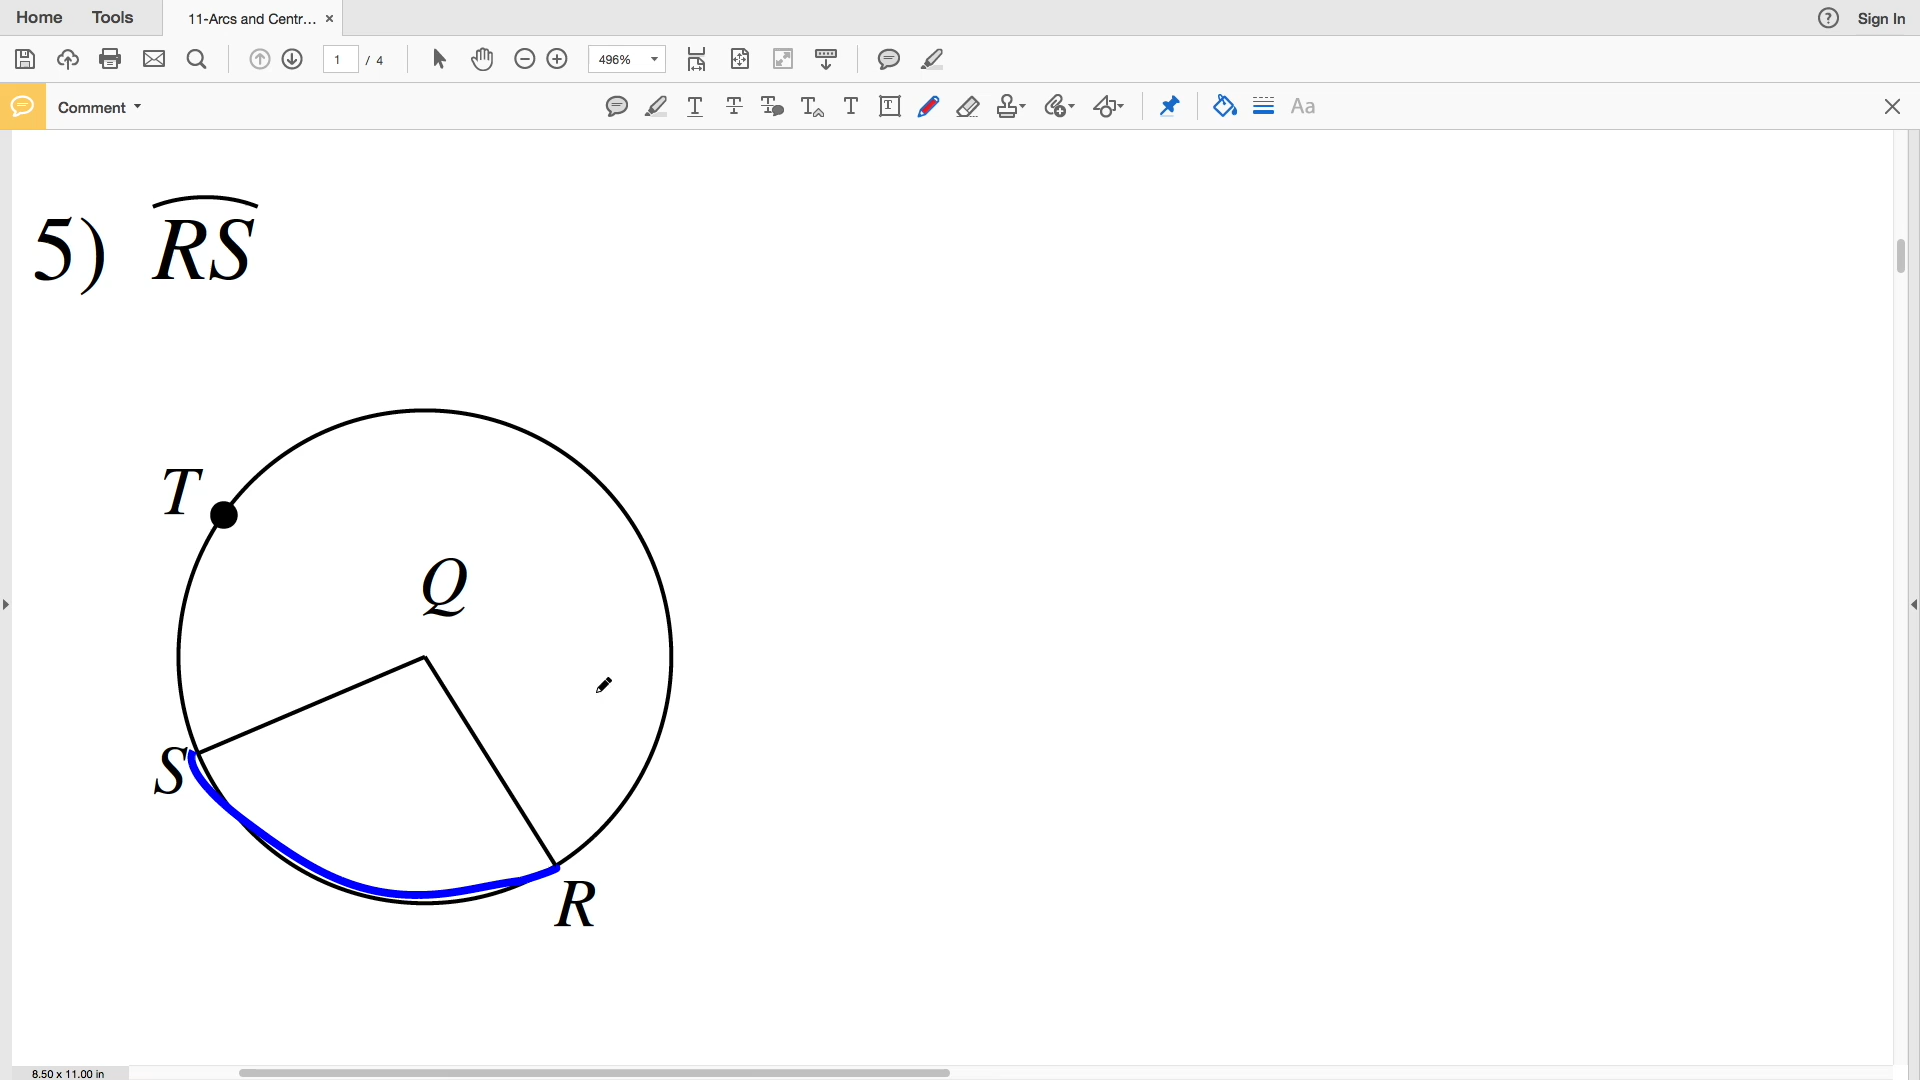 Home Tools 11-Arcs and Centr... × ? Sign In
1 / 4 496%
Comment T T T T T T Aa
5) RS
T
Q
S
R
8.50 x 11.00 in